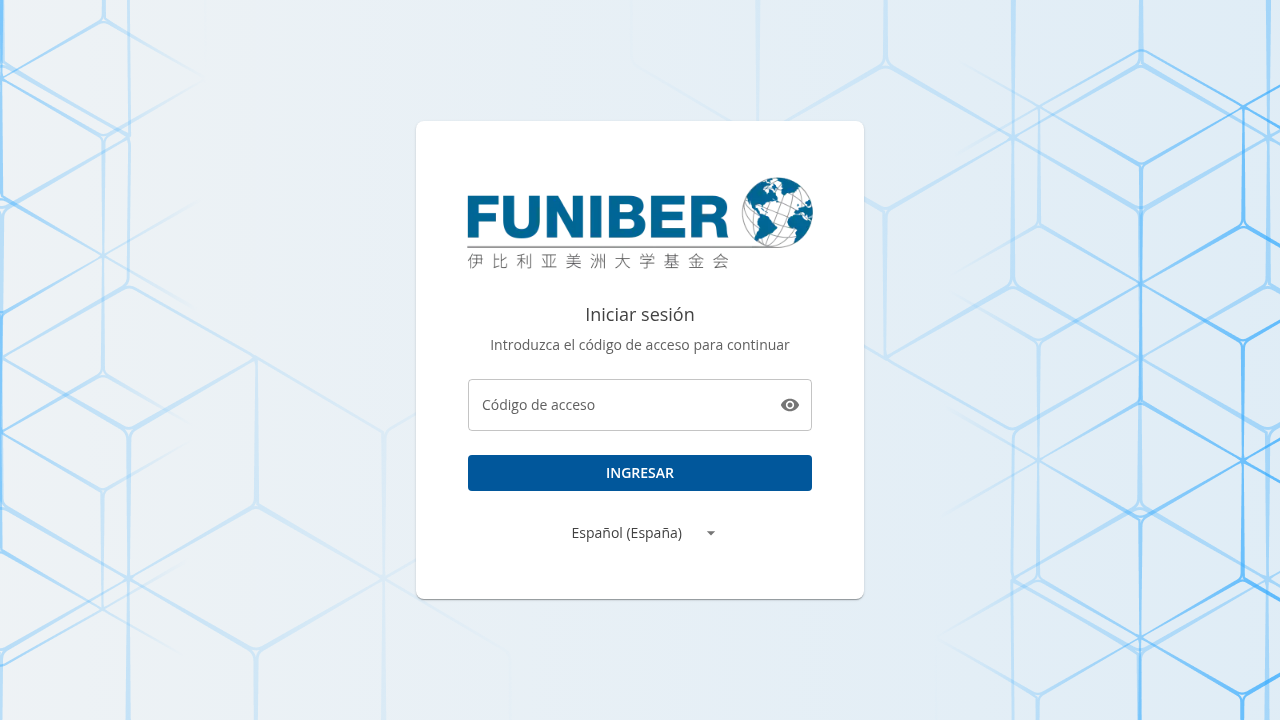 FUNIBER
伊比利亚美洲大学基金会
Iniciar sesión
Introduzca el código de acceso para continuar
Código de acceso
INGRESAR
Español (España)